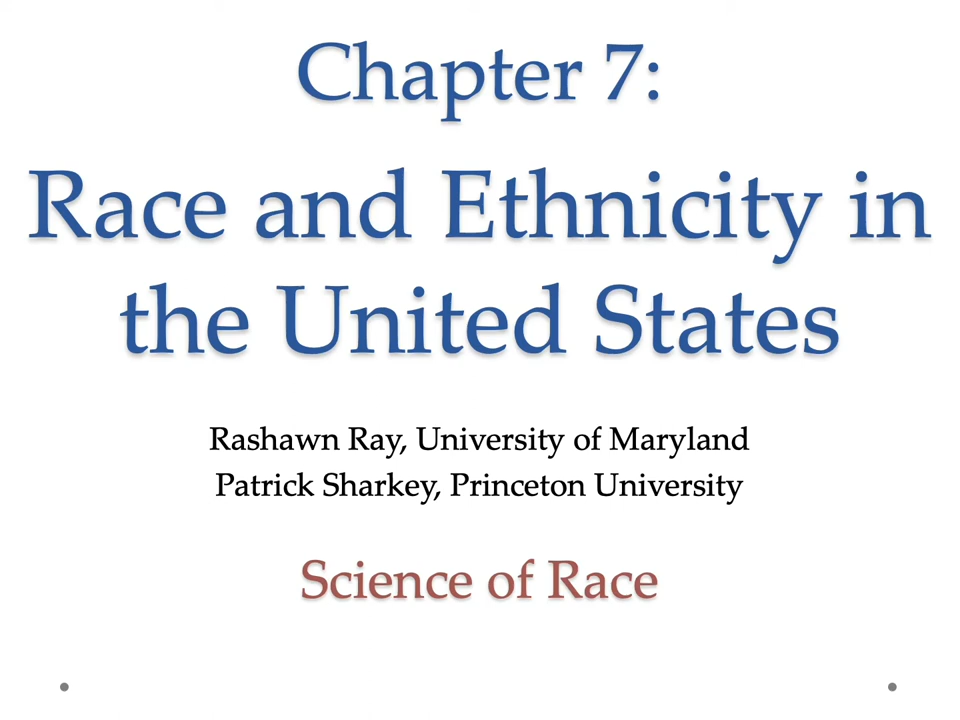 Chapter 7:
Race and Ethnicity in
the United States
Rashawn Ray, University of Maryland
Patrick Sharkey, Princeton University
Science of Race